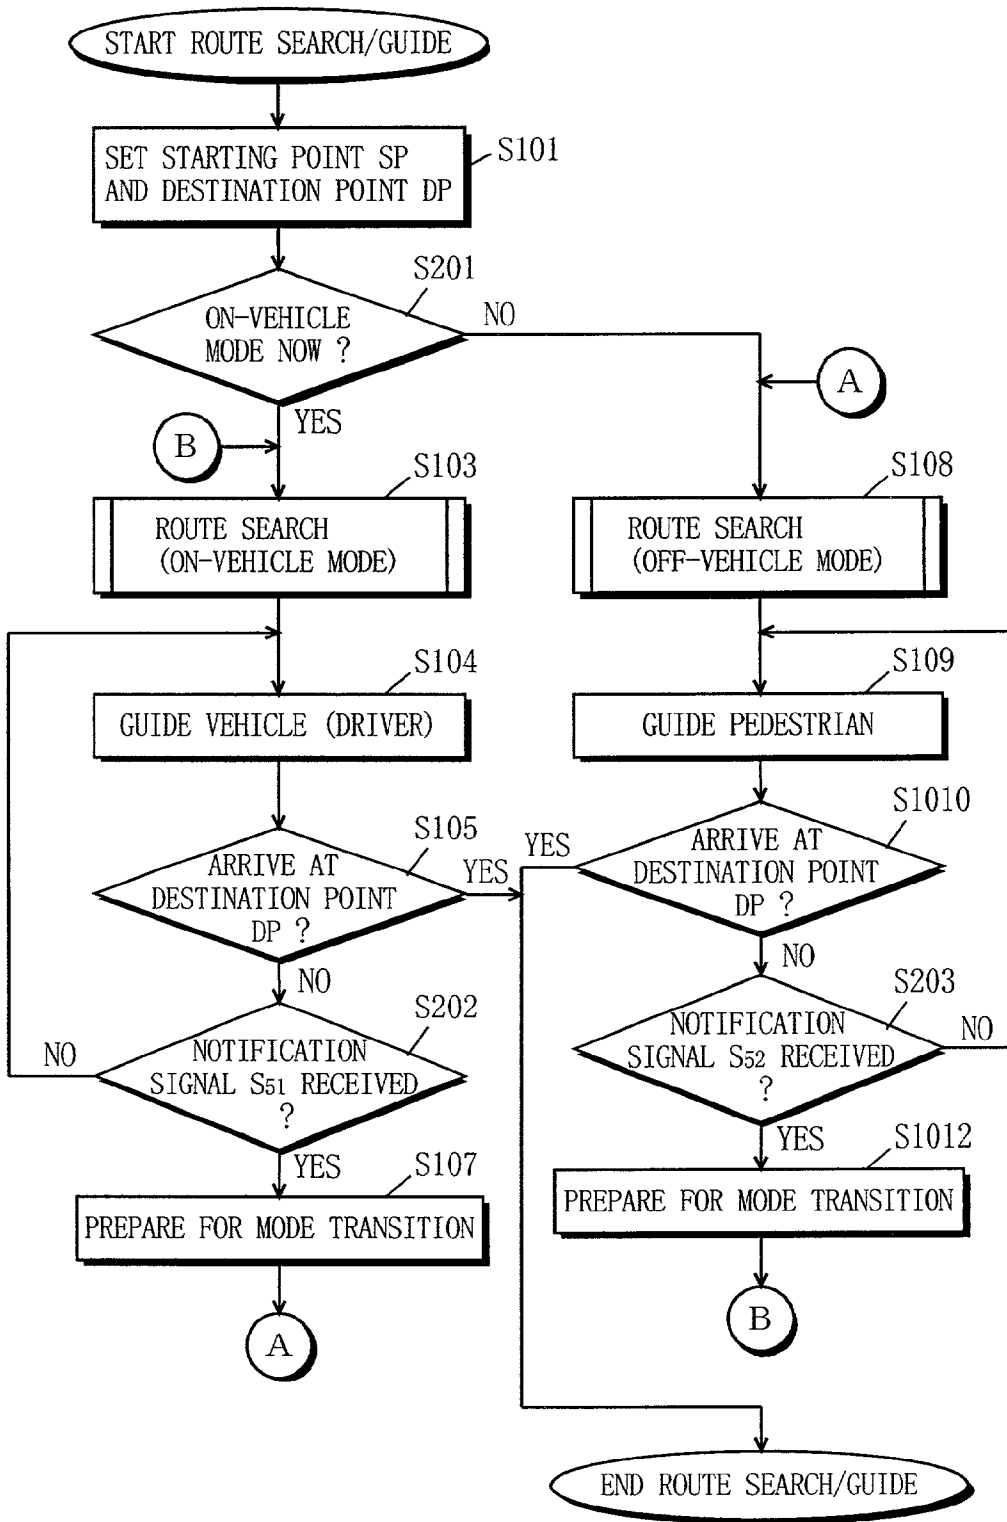 START ROUTE SEARCH/GUIDE
SET STARTING POINT SP
AND DESTINATION POINT DP
S101
ON-VEHICLE
MODE NOW ?
S201
NO
YES
A
B
ROUTE SEARCH
(ON-VEHICLE MODE)
S103
ROUTE SEARCH
(OFF-VEHICLE MODE)
S108
GUIDE VEHICLE (DRIVER)
S104
GUIDE PEDESTRIAN
S109
ARRIVE AT
DESTINATION POINT
DP ?
S105
YES
NO
ARRIVE AT
DESTINATION POINT
DP ?
S1010
YES
NO
NOTIFICATION
SIGNAL S51 RECEIVED
?
S202
NO
YES
NOTIFICATION
SIGNAL S52 RECEIVED
?
S203
NO
YES
PREPARE FOR MODE TRANSITION
S107
PREPARE FOR MODE TRANSITION
S1012
A
B
END ROUTE SEARCH/GUIDE